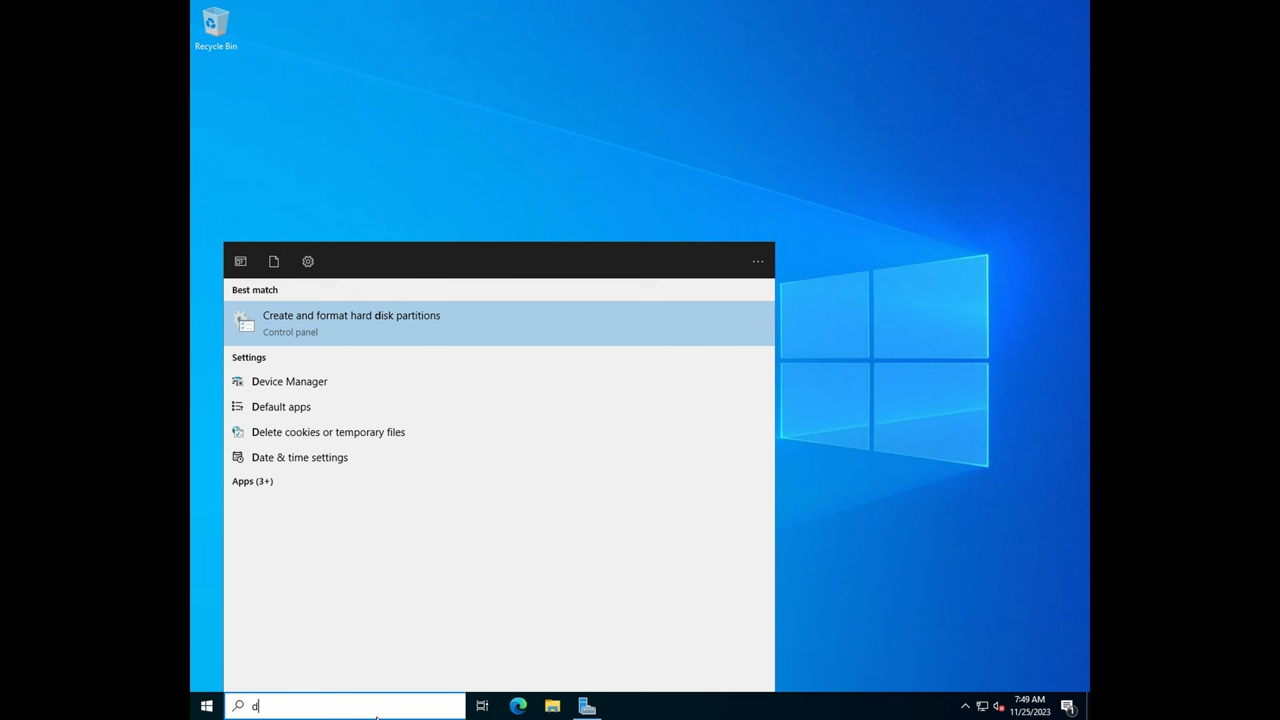 Recycle Bin
...
Best match
Create and format hard disk partitions
Control panel
Settings
Device Manager
Default apps
Delete cookies or temporary files
Date & time settings
Apps (3+)
d
7:49 AM
11/25/2023
1